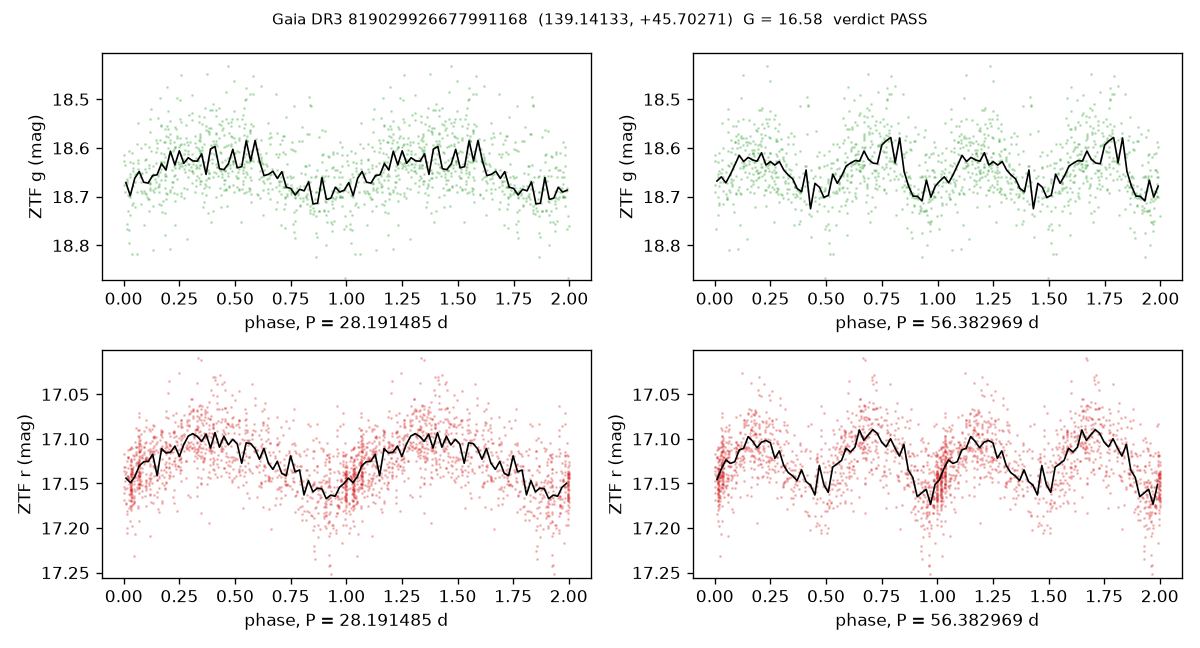 Gaia DR3 819029926677991168 (139.14133, +45.70271) G = 16.58 verdict PASS
ZTF g (mag)
18.5
18.6
18.7
18.8
0.00 0.25 0.50 0.75 1.00 1.25 1.50 1.75 2.00
phase, P = 28.191485 d
ZTF g (mag)
18.5
18.6
18.7
18.8
0.00 0.25 0.50 0.75 1.00 1.25 1.50 1.75 2.00
phase, P = 56.382969 d
ZTF r (mag)
17.05
17.10
17.15
17.20
17.25
0.00 0.25 0.50 0.75 1.00 1.25 1.50 1.75 2.00
phase, P = 28.191485 d
ZTF r (mag)
17.05
17.10
17.15
17.20
17.25
0.00 0.25 0.50 0.75 1.00 1.25 1.50 1.75 2.00
phase, P = 56.382969 d